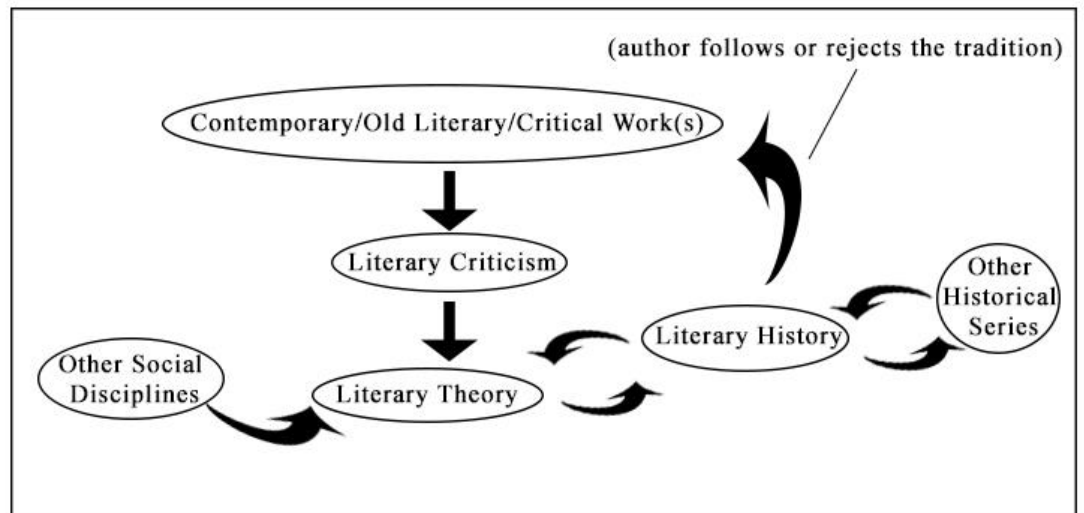 (author follows or rejects the tradition)
Contemporary/Old Literary/Critical Work(s)
Literary Criticism
Other
Historical
Series
Literary History
Other Social
Disciplines
Literary Theory